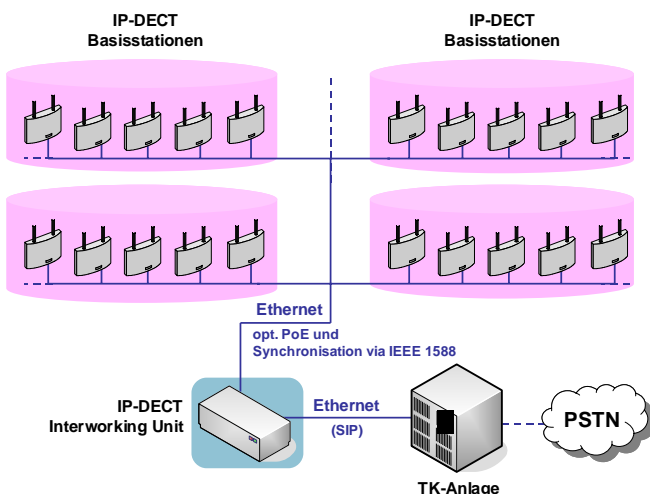 IP-DECT
Basisstationen
IP-DECT
Basisstationen
Ethernet
opt. PoE und
Synchronisation via IEEE 1588
IP-DECT
Interworking Unit
Ethernet
(SIP)
PSTN
TK-Anlage